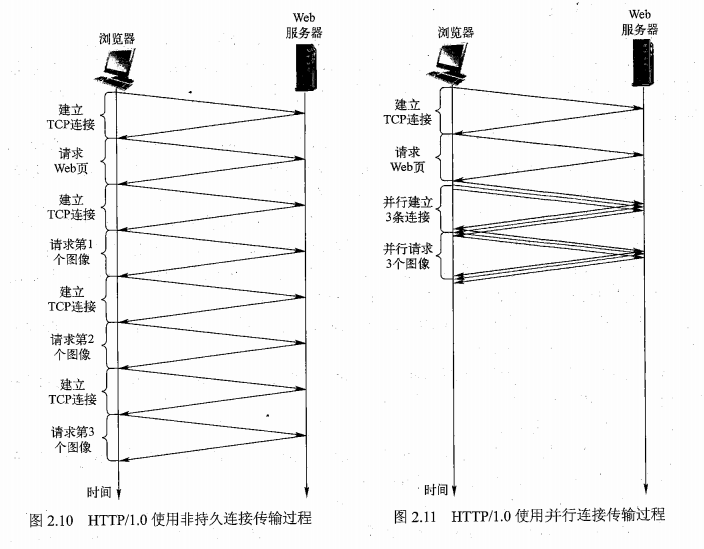 浏览器
Web
服务器
建立
TCP连接
请求
Web页
建立
TCP连接
请求第1
个图像
建立
TCP连接
请求第2
个图像
建立
TCP连接
请求第3
个图像
时间
图 2.10 HTTP/1.0 使用非持久连接传输过程
浏览器
Web
服务器
建立
TCP连接
请求
Web页
并行建立
3条连接
并行请求
3个图像
时间
图 2.11 HTTP/1.0 使用并行连接传输过程